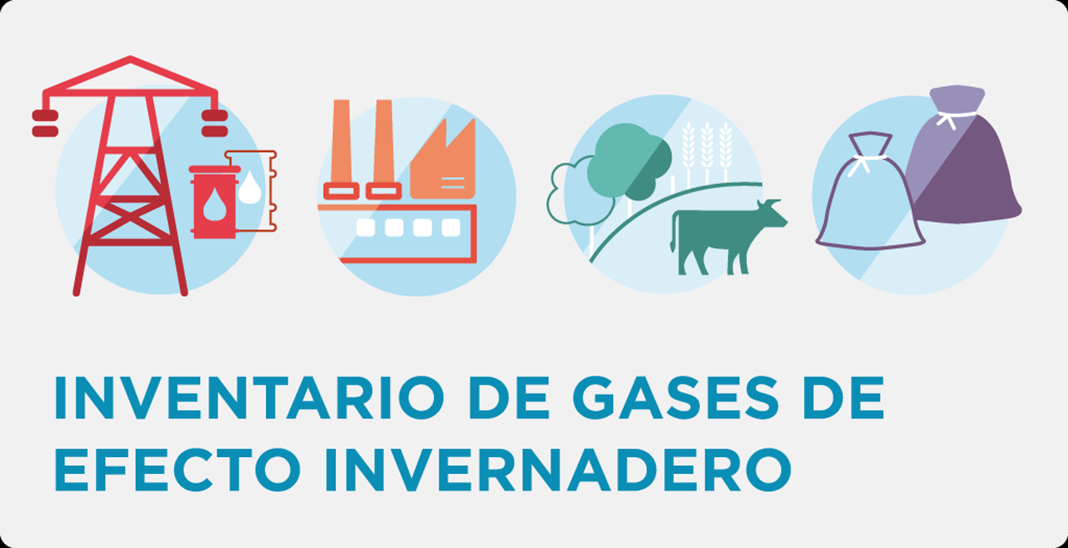 INVENTARIO DE GASES DE
EFECTO INVERNADERO